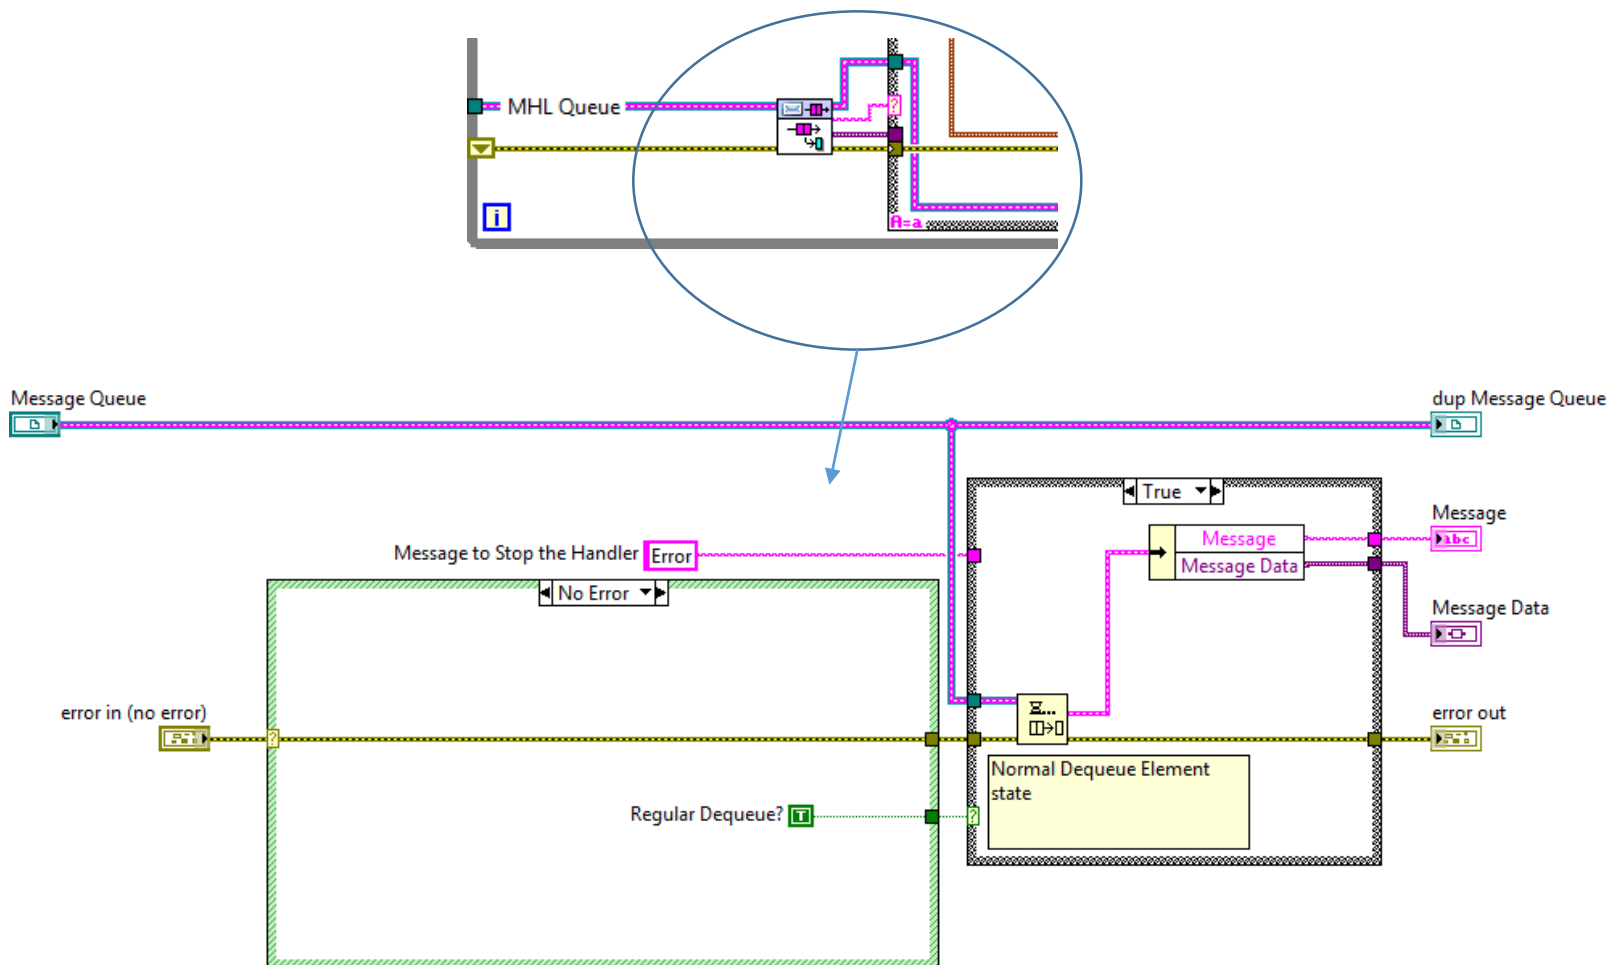 MHL Queue
?
i
A=a
Message Queue
dup Message Queue
True
Message
Message
abc
Message to Stop the Handler
Error
Message Data
No Error
Message Data
error in (no error)
error out
?
Normal Dequeue Element
state
Regular Dequeue?
T
?